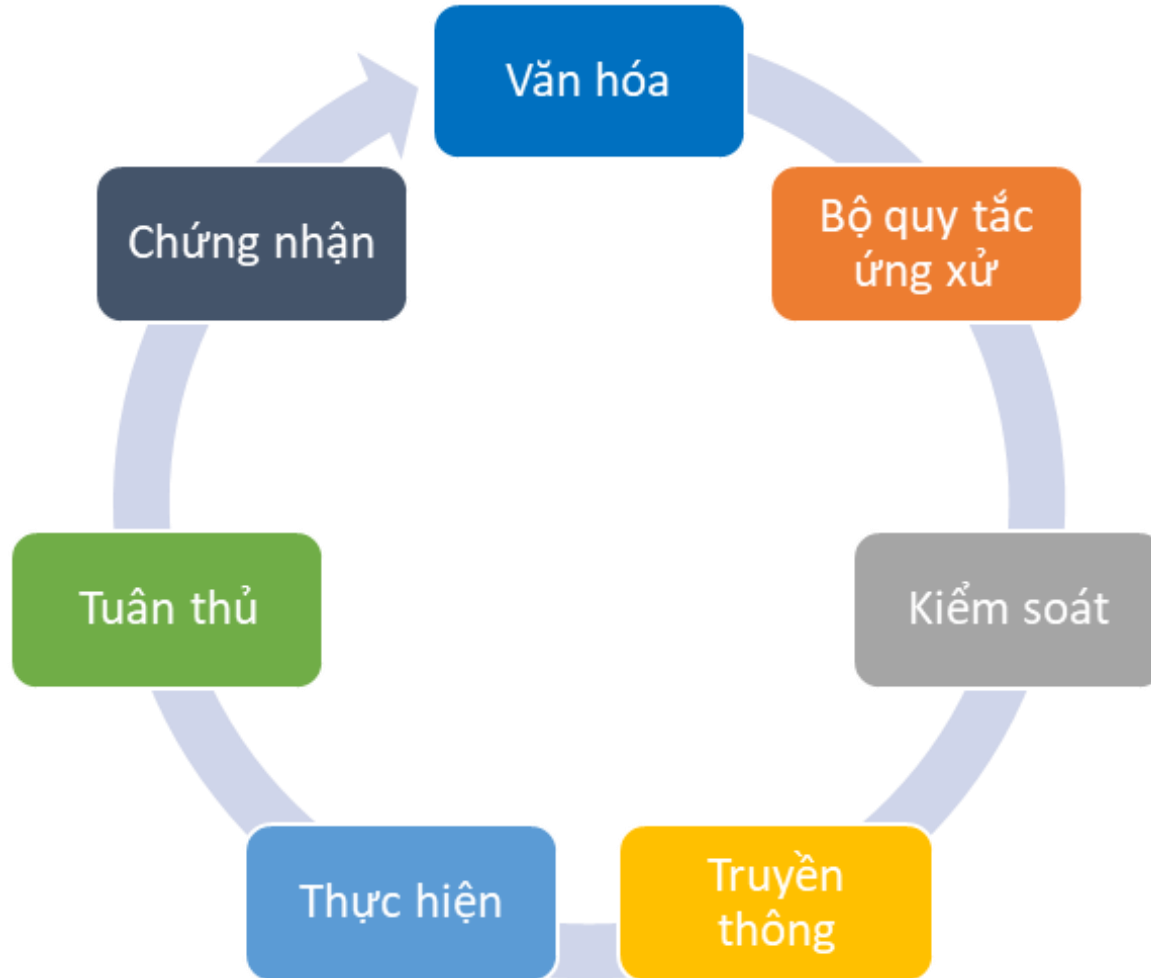 Văn hóa
Bộ quy tắc
ứng xử
Kiểm soát
Truyền
thông
Thực hiện
Tuân thủ
Chứng nhận